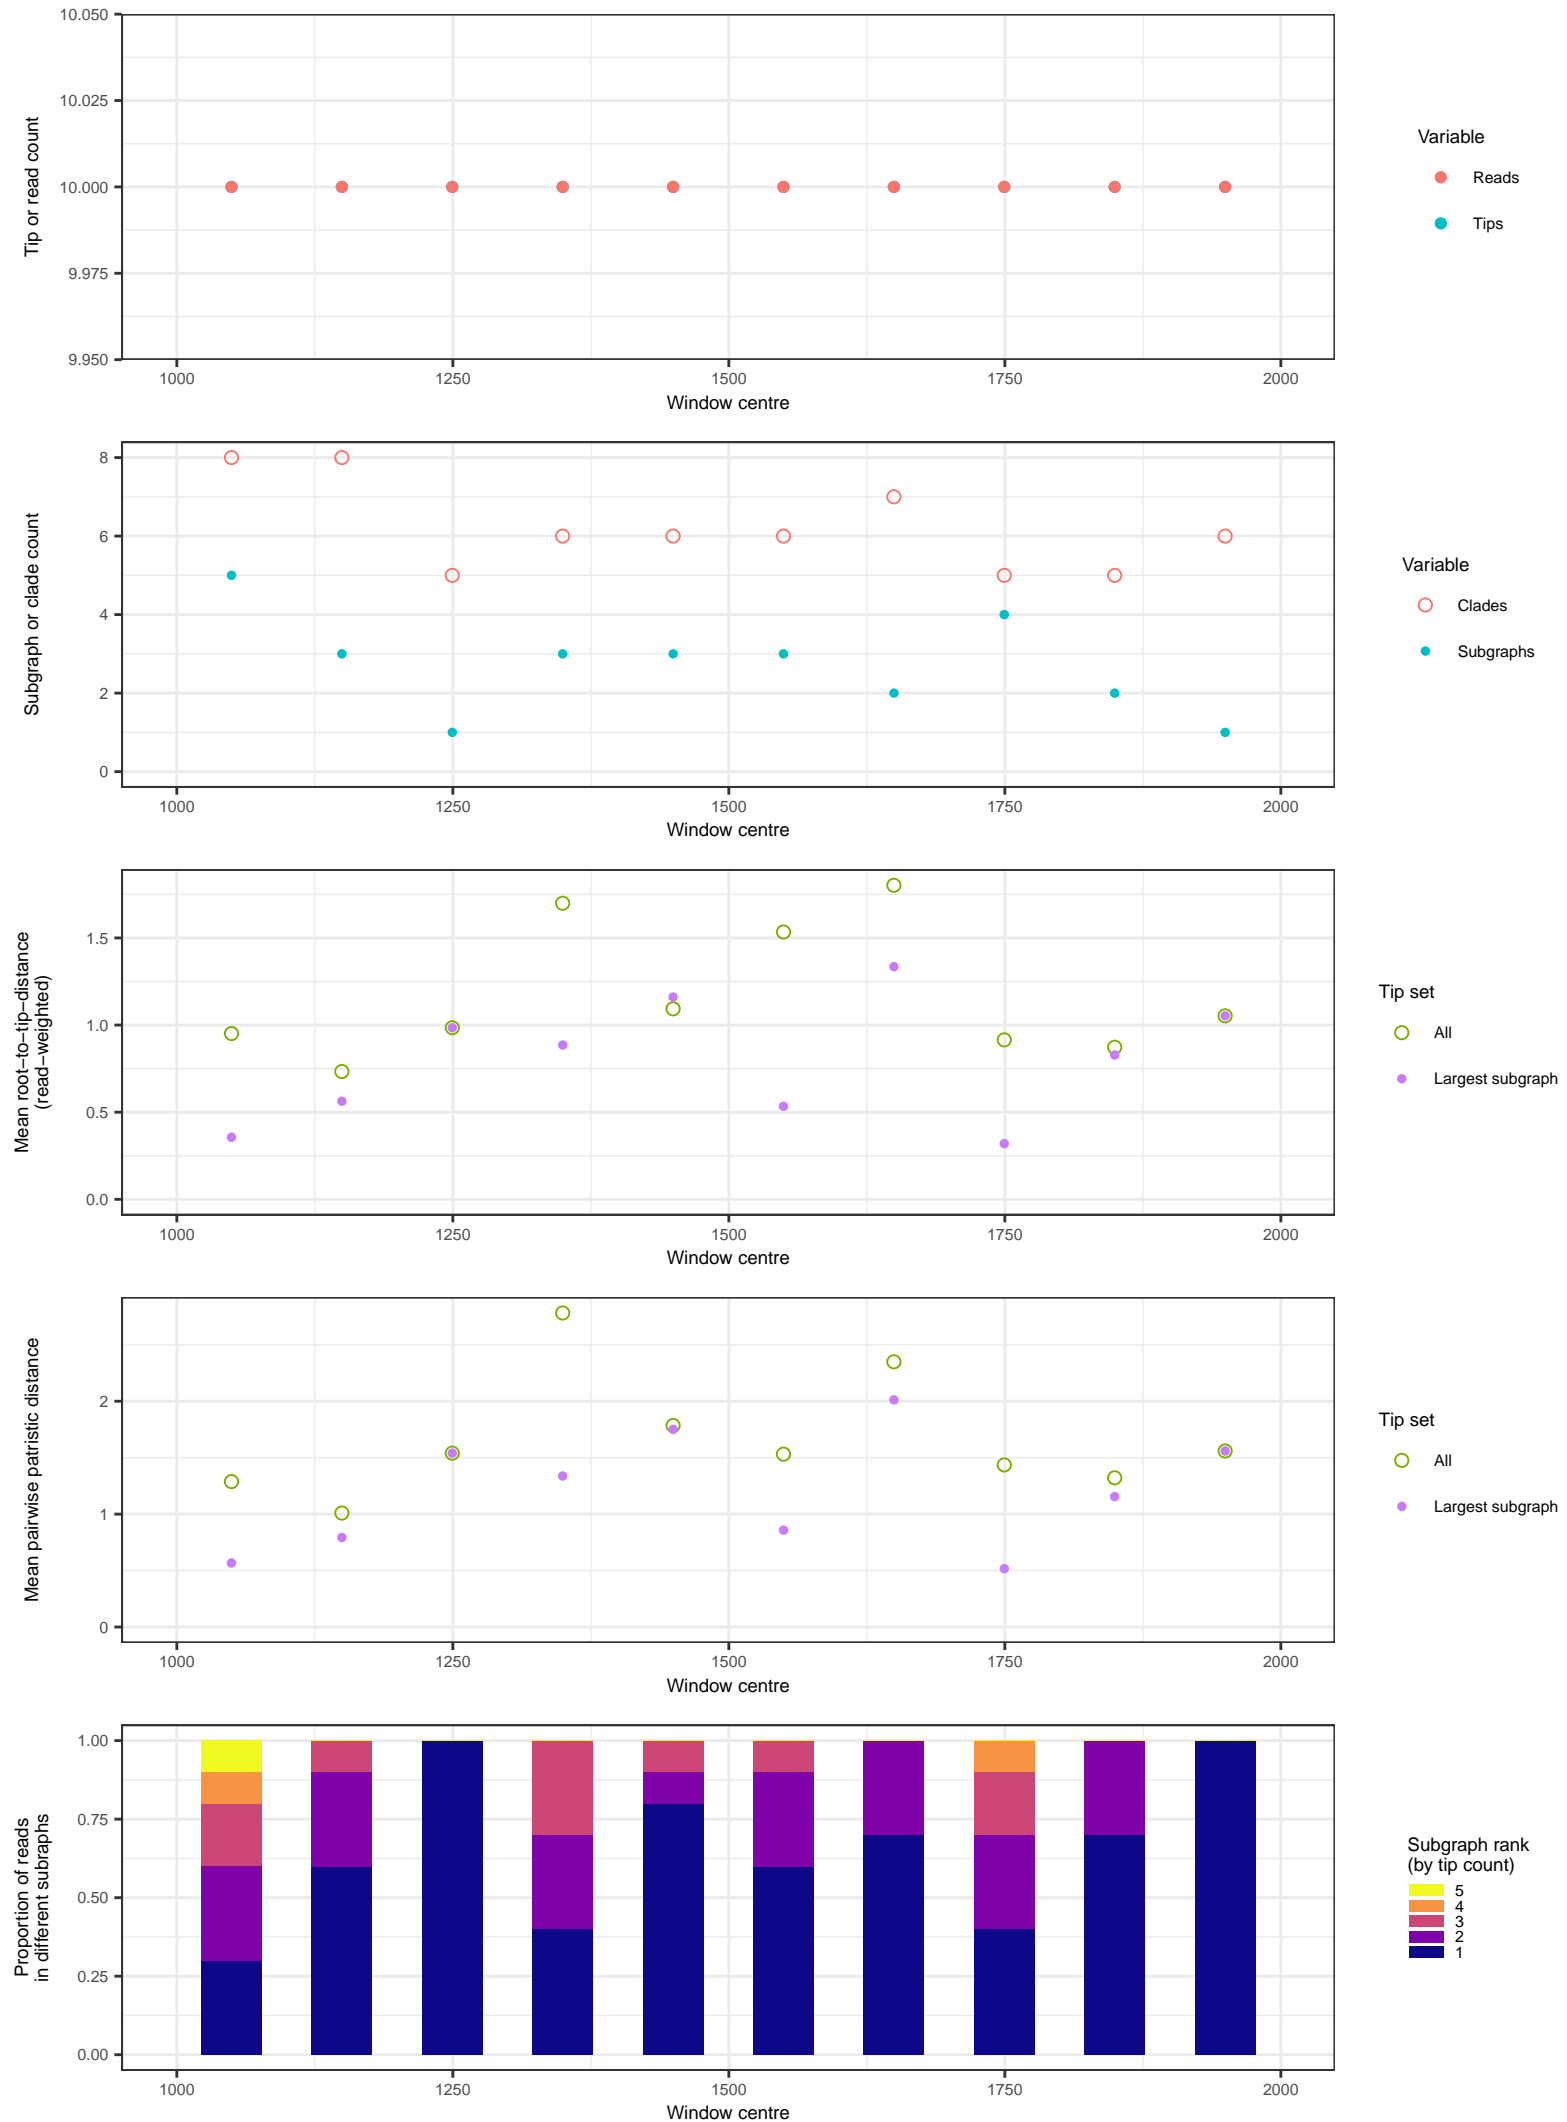 10.050
10.025
10.000
9.975
9.950
Tip or read count
1000 1250 1500 1750 2000
Window centre
Variable
Reads
Tips
8
6
4
2
0
Subgraph or clade count
1000 1250 1500 1750 2000
Window centre
Variable
Clades
Subgraphs
1.5
1.0
0.5
0.0
Mean root−to−tip−distance
(read−weighted)
1000 1250 1500 1750 2000
Window centre
Tip set
All
Largest subgraph
2
1
0
Mean pairwise patristic distance
1000 1250 1500 1750 2000
Window centre
Tip set
All
Largest subgraph
1.00
0.75
0.50
0.25
0.00
Proportion of reads
in different subraphs
1000 1250 1500 1750 2000
Window centre
Subgraph rank
(by tip count)
5
4
3
2
1